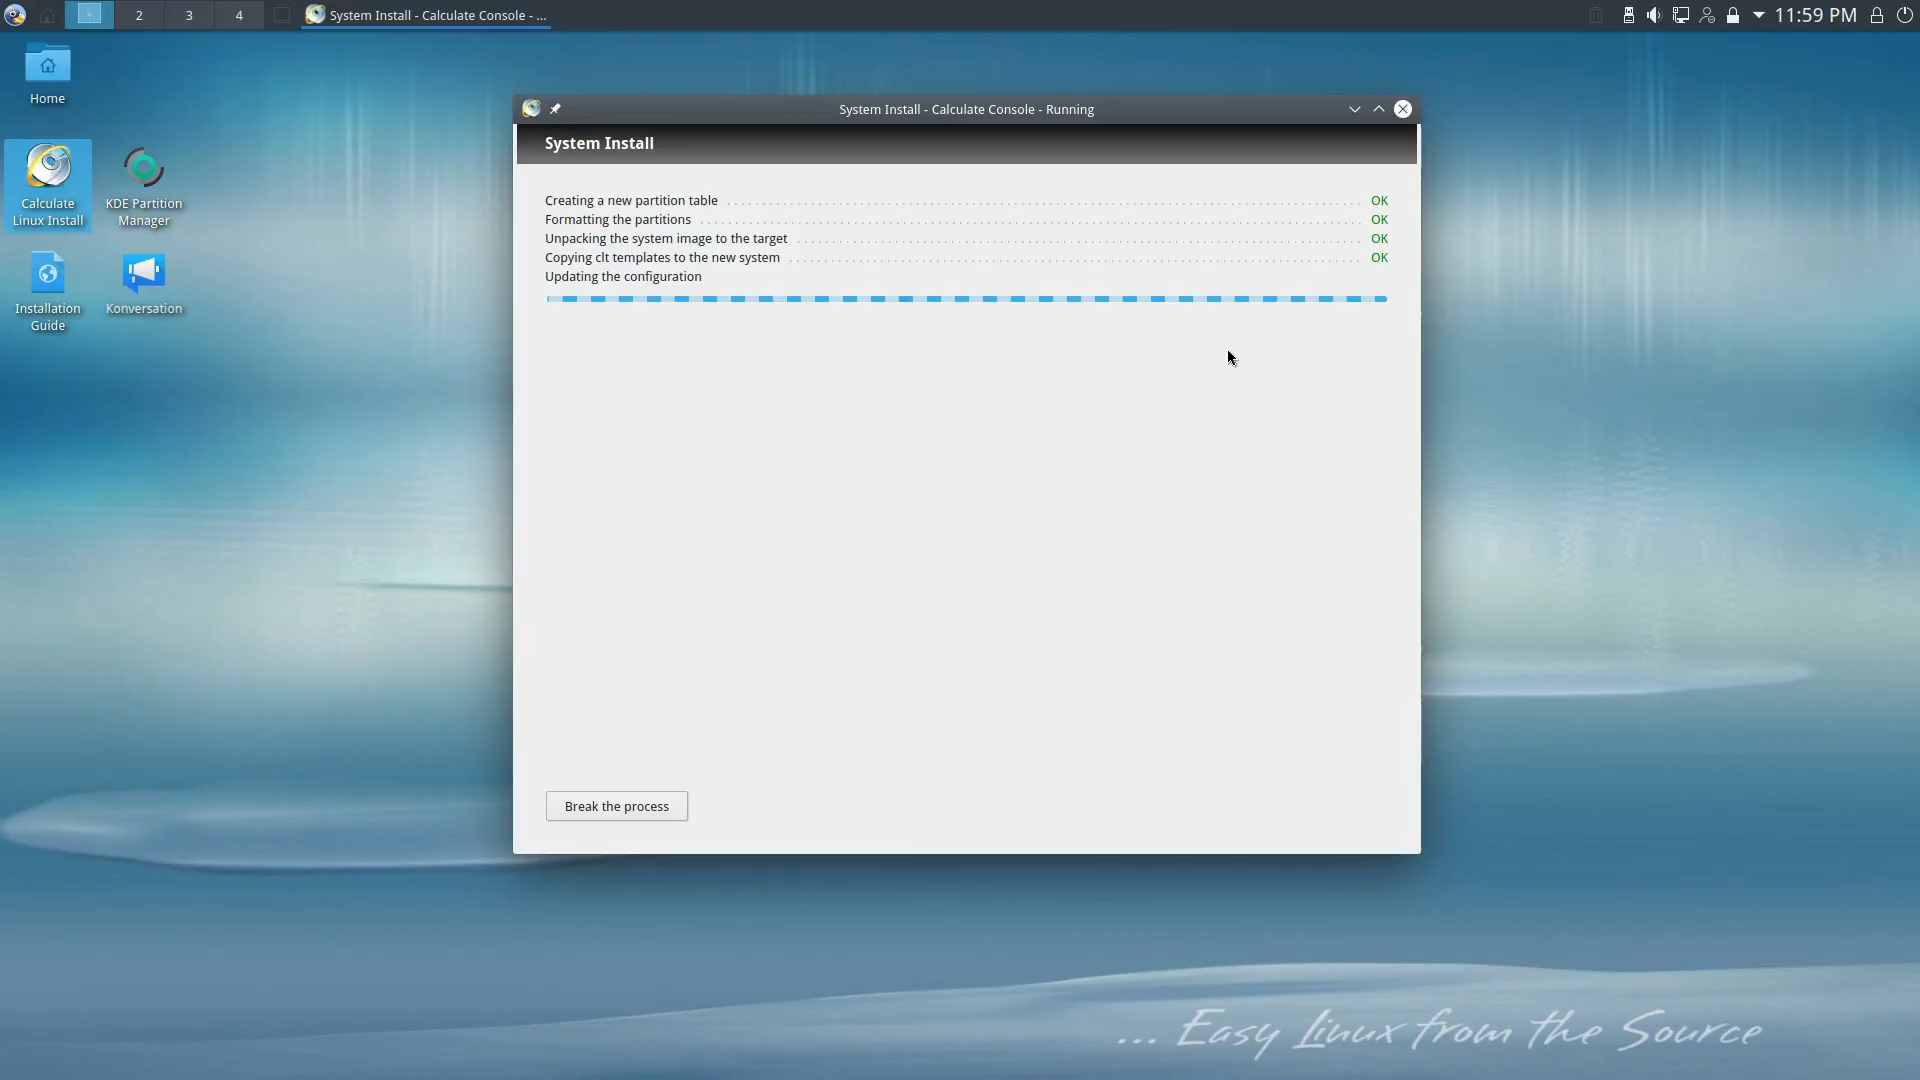 2
3
4
System Install - Calculate Console - ...
11:59 PM
Home
Calculate
Linux Install
KDE Partition
Manager
Installation
Guide
Konversation
System Install - Calculate Console - Running
System Install
Creating a new partition table OK
Formatting the partitions OK
Unpacking the system image to the target OK
Copying clt templates to the new system OK
Updating the configuration
Break the process
... Easy Linux from the Source